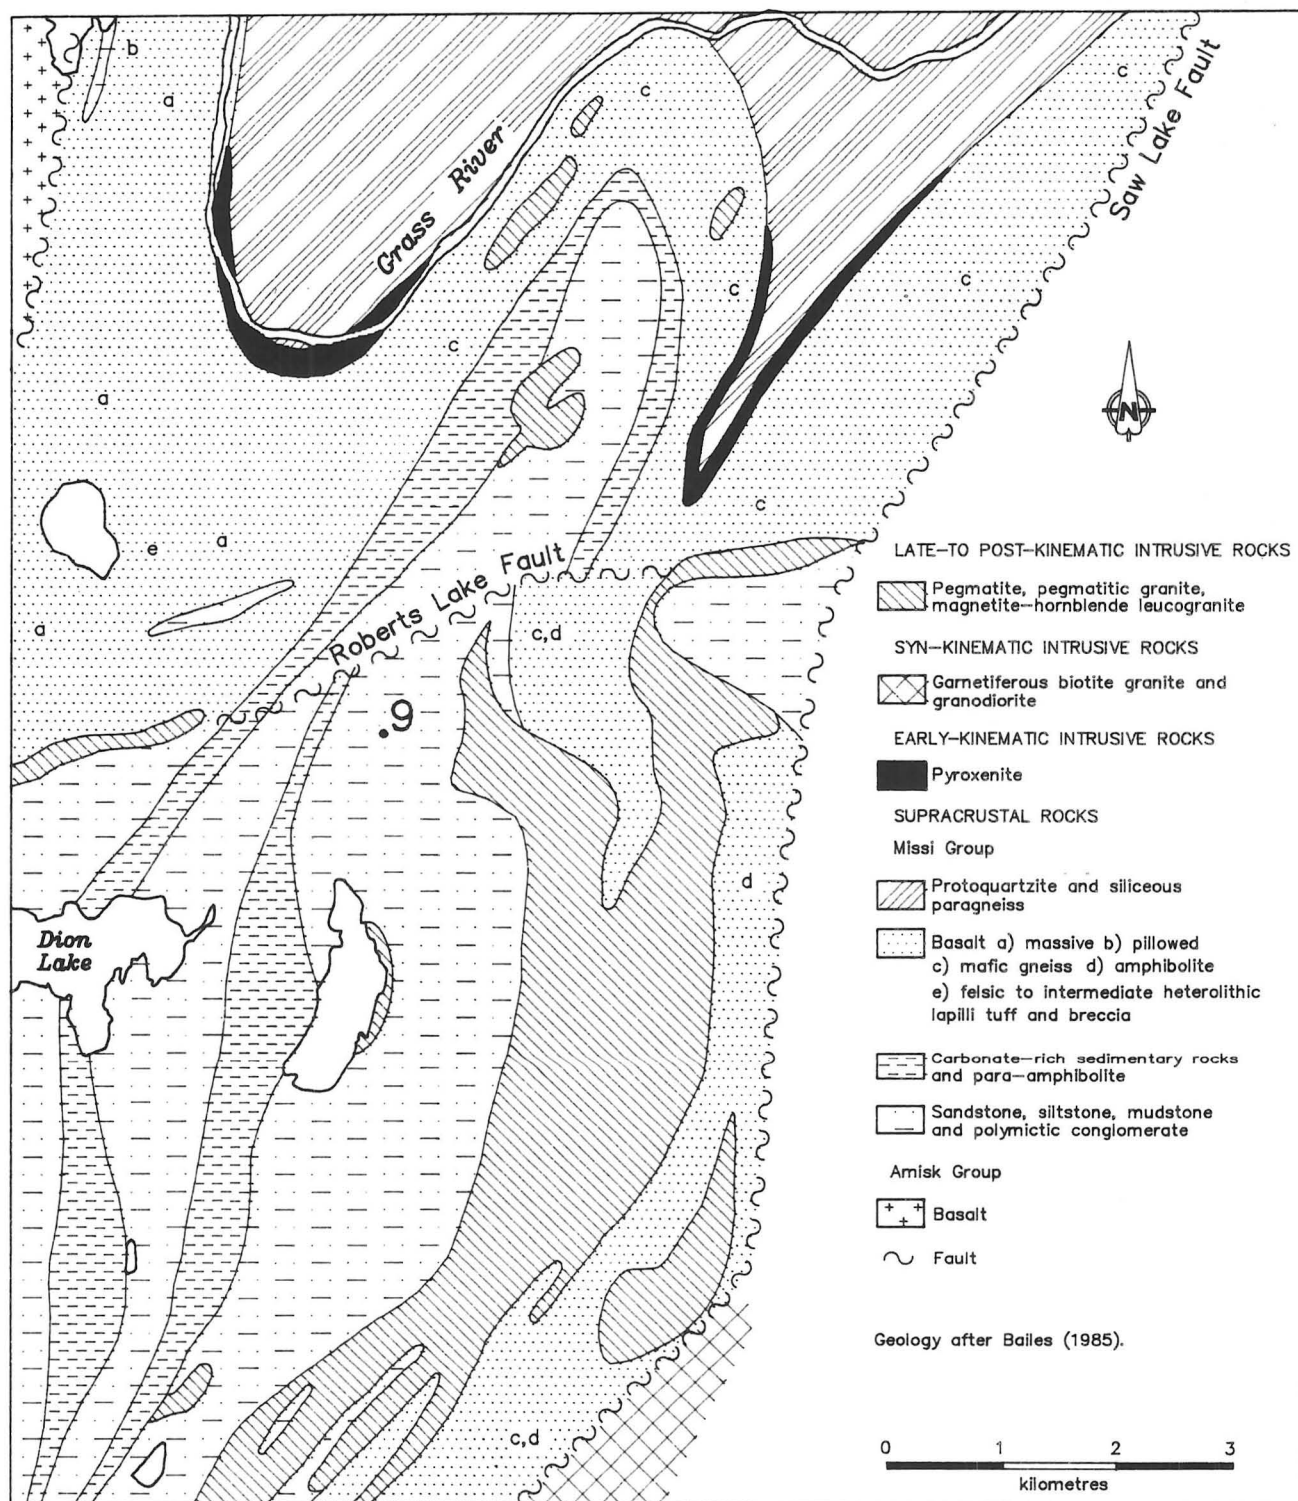 b
a
c
c
Saw Lake Fault
Grass River
c
c
c
a
N
c
e
a
a
Roberts Lake Fault
c,d
.9
d
Dion
Lake
c,d
LATE-TO POST-KINEMATIC INTRUSIVE ROCKS
Pegmatite, pegmatitic granite,
magnetite-hornblende leucogranite
SYN-KINEMATIC INTRUSIVE ROCKS
Garnetiferous biotite granite and
granodiorite
EARLY-KINEMATIC INTRUSIVE ROCKS
Pyroxenite
SUPRACRUSTAL ROCKS
Missi Group
Protoquartzite and siliceous
paragneiss
Basalt a) massive b) pillowed
c) mafic gneiss d) amphibolite
e) felsic to intermediate heterolithic
lapilli tuff and breccia
Carbonate-rich sedimentary rocks
and para-amphibolite
Sandstone, siltstone, mudstone
and polymictic conglomerate
Amisk Group
Basalt
Fault
Geology after Bailes (1985).
0 1 2 3
kilometres